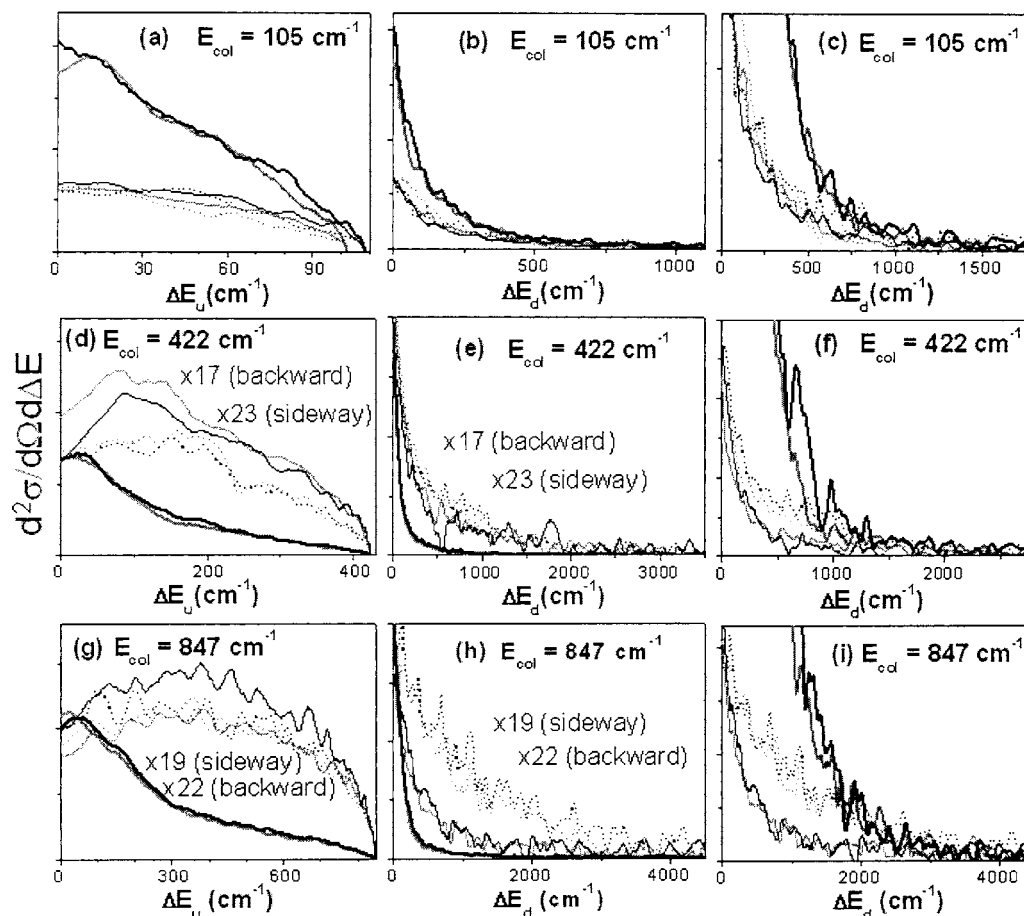 (a) E_col = 105 cm⁻¹
(b) E_col = 105 cm⁻¹
(c) E_col = 105 cm⁻¹
0 30 60 90
0 500 1000
0 500 1000 1500
ΔE_u(cm⁻¹)
ΔE_d(cm⁻¹)
ΔE_d(cm⁻¹)
d²σ/dΩdΔE
(d) E_col = 422 cm⁻¹
x17 (backward)
x23 (sideway)
(e) E_col = 422 cm⁻¹
x17 (backward)
x23 (sideway)
(f) E_col = 422 cm⁻¹
0 200 400
0 1000 2000 3000
0 1000 2000
ΔE_u(cm⁻¹)
ΔE_d(cm⁻¹)
ΔE_d(cm⁻¹)
(g) E_col = 847 cm⁻¹
x19 (sideway)
x22 (backward)
(h) E_col = 847 cm⁻¹
x19 (sideway)
x22 (backward)
(i) E_col = 847 cm⁻¹
0 300 600
0 2000 4000
0 2000 4000
ΔE_u(cm⁻¹)
ΔE_d(cm⁻¹)
ΔE_d(cm⁻¹)